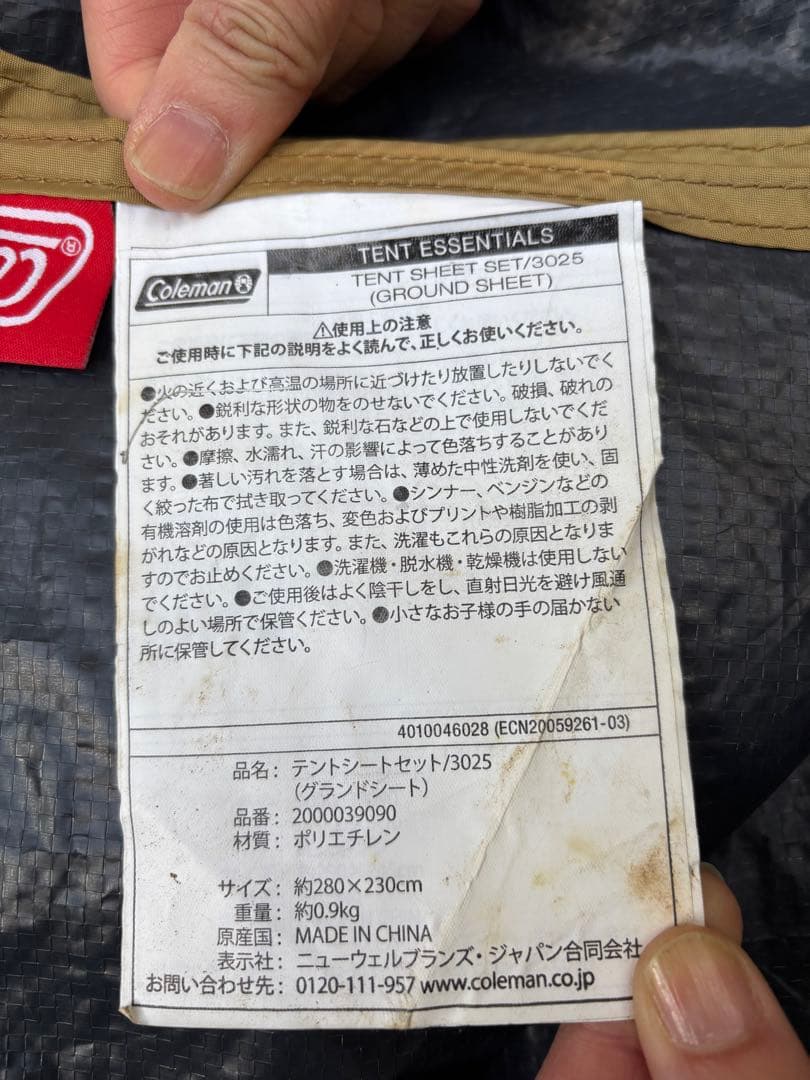 TENT ESSENTIALS
Coleman
TENT SHEET SET/3025
(GROUND SHEET)
⚠使用上の注意
ご使用時に下記の説明をよく読んで、正しくお使いください。
●火の近くおよび高温の場所に近づけたり放置したりしないでく
ださい。●鋭利な形状の物をのせないでください。破損、破れの
おそれがあります。また、鋭利な石などの上で使用しないでくだ
さい。●摩擦、水濡れ、汗の影響によって色落ちすることがあり
ます。●著しい汚れを落とす場合は、薄めた中性洗剤を使い、固
く絞った布で拭き取ってください。●シンナー、ベンジンなどの
有機溶剤の使用は色落ち、変色およびプリントや樹脂加工の剥
がれなどの原因となります。また、洗濯もこれらの原因となりま
すのでお止めください。●洗濯機・脱水機・乾燥機は使用しない
でください。●ご使用後はよく陰干しをし、直射日光を避け風通
しのよい場所で保管ください。●小さなお子様の手の届かない
所に保管してください。
4010046028 (ECN20059261-03)
品名：テントシートセット/3025
（グランドシート）
品番：2000039090
材質：ポリエチレン
サイズ：約280×230cm
重量：約0.9kg
原産国：MADE IN CHINA
表示社：ニューウェルブランズ・ジャパン合同会社
お問い合わせ先：0120-111-957 www.coleman.co.jp